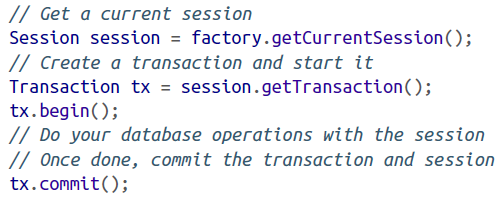 // Get a current session
Session session = factory.getCurrentSession();
// Create a transaction and start it
Transaction tx = session.getTransaction();
tx.begin();
// Do your database operations with the session
// Once done, commit the transaction and session
tx.commit();